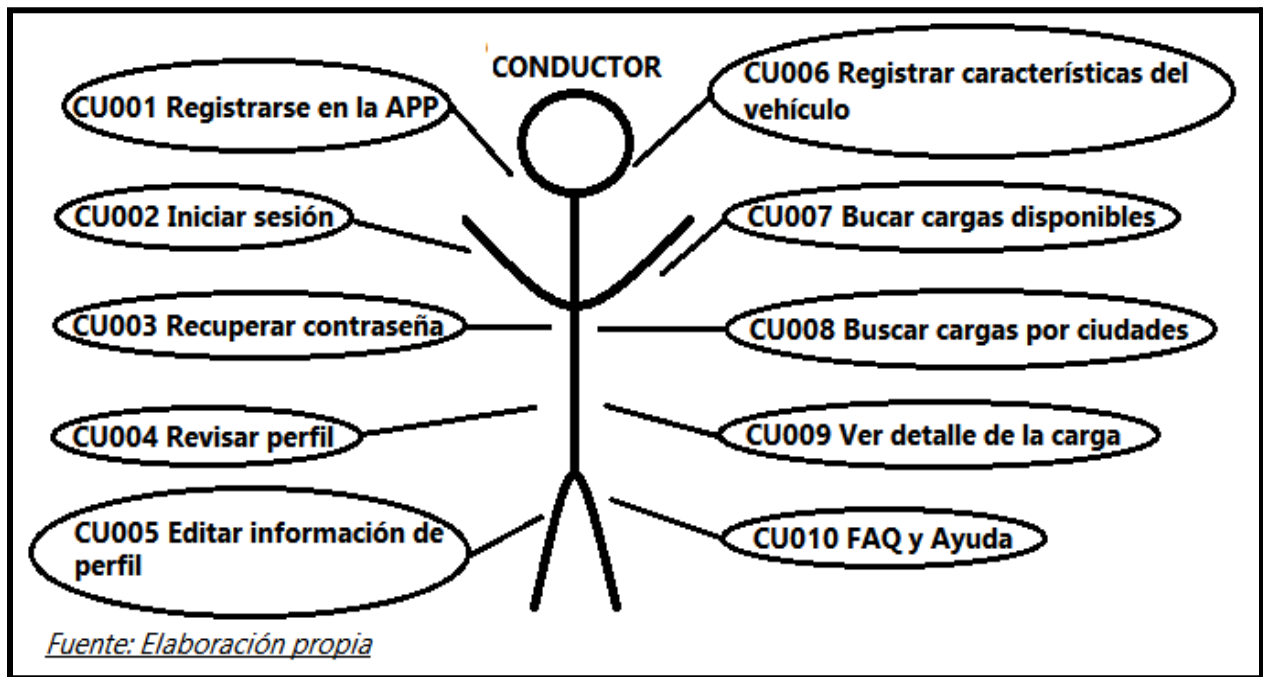 CONDUCTOR
CU001 Registrarse en la APP
CU002 Iniciar sesión
CU003 Recuperar contraseña
CU004 Revisar perfil
CU005 Editar información de
perfil
CU006 Registrar características del
vehículo
CU007 Bucar cargas disponibles
CU008 Buscar cargas por ciudades
CU009 Ver detalle de la carga
CU010 FAQ y Ayuda
Fuente: Elaboración propia